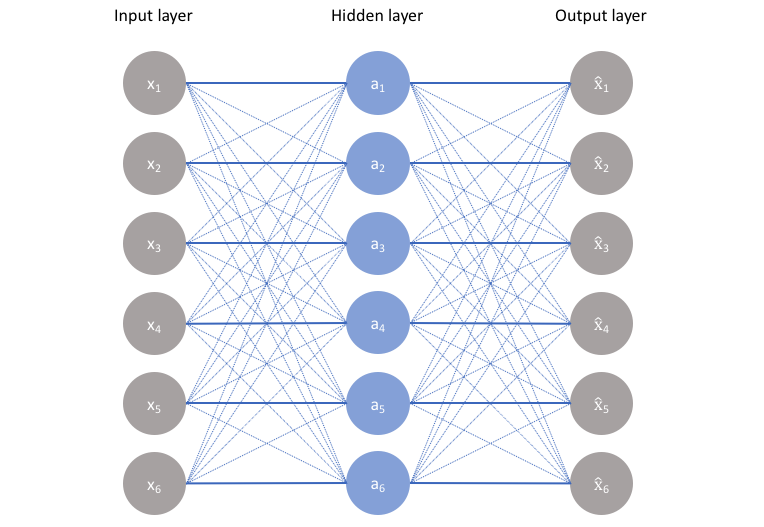 Input layer Hidden layer Output layer
x₁ a₁ x̂₁
x₂ a₂ x̂₂
x₃ a₃ x̂₃
x₄ a₄ x̂₄
x₅ a₅ x̂₅
x₆ a₆ x̂₆